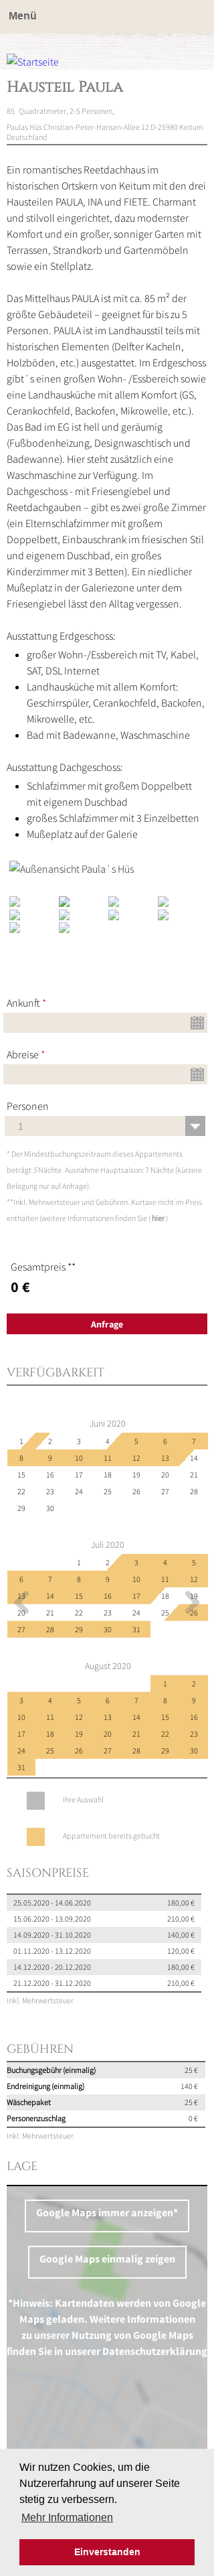 Menü
Startseite
Hausteil Paula
85 Quadratmeter, 2-5 Personen,
Paulas Hüs Christian-Peter-Hansen-Allee 12 D-25980 Keitum
Deutschland
Ein romantisches Reetdachhaus im
historischen Ortskern von Keitum mit den drei
Hausteilen PAULA, INA und FIETE. Charmant
und stilvoll eingerichtet, dazu modernster
Komfort und ein großer, sonniger Garten mit
Terrassen, Strandkorb und Gartenmöbeln
sowie ein Stellplatz.
Das Mittelhaus PAULA ist mit ca. 85 m² der
größte Gebäudeteil – geeignet für bis zu 5
Personen. PAULA ist im Landhausstil teils mit
historischen Elementen (Delfter Kacheln,
Holzböden, etc.) ausgestattet. Im Erdgeschoss
gibt´s einen großen Wohn- /Essbereich sowie
eine Landhausküche mit allem Komfort (GS,
Cerankochfeld, Backofen, Mikrowelle, etc.).
Das Bad im EG ist hell und geräumig
(Fußbodenheizung, Designwaschtisch und
Badewanne). Hier steht zusätzlich eine
Waschmaschine zur Verfügung. Im
Dachgeschoss - mit Friesengiebel und
Reetdachgauben – gibt es zwei große Zimmer
(ein Elternschlafzimmer mit großem
Doppelbett, Einbauschrank im friesischen Stil
und eigenem Duschbad, ein großes
Kinderzimmer mit 3 Betten). Ein niedlicher
Mußeplatz in der Galeriezone unter dem
Friesengiebel lässt den Alltag vergessen.
Ausstattung Edgeschoss:
großer Wohn-/Essbereich mit TV, Kabel,
SAT, DSL Internet
Landhausküche mit allem Komfort:
Geschirrspüler, Cerankochfeld, Backofen,
Mikrowelle, etc.
Bad mit Badewanne, Waschmaschine
Ausstattung Dachgeschoss:
Schlafzimmer mit großem Doppelbett
mit eigenem Duschbad
großes Schlafzimmer mit 3 Einzelbetten
Mußeplatz auf der Galerie
Außenansicht Paula`s Hüs
Ankunft *
Abreise *
Personen
1
* Der Mindestbuchungszeitraum dieses Appartements
beträgt 5 Nächte. Ausnahme Hauptsaison: 7 Nächte (kürzere
Belegung nur auf Anfrage).
**Inkl. Mehrwertsteuer und Gebühren. Kurtaxe nicht im Preis
enthalten (weitere Informationen finden Sie ( hier )
Gesamtpreis **
0 €
Anfrage
Verfügbarkeit
Juni 2020
1 2 3 4 5 6 7
8 9 10 11 12 13 14
15 16 17 18 19 20 21
22 23 24 25 26 27 28
29 30
Juli 2020
1 2 3 4 5
6 7 8 9 10 11 12
13 14 15 16 17 18 19
20 21 22 23 24 25 26
27 28 29 30 31
August 2020
1 2
3 4 5 6 7 8 9
10 11 12 13 14 15 16
17 18 19 20 21 22 23
24 25 26 27 28 29 30
31
Ihre Auswahl
Appartement bereits gebucht
Saisonpreise
25.05.2020 - 14.06.2020 180,00 €
15.06.2020 - 13.09.2020 210,00 €
14.09.2020 - 31.10.2020 140,00 €
01.11.2020 - 13.12.2020 120,00 €
14.12.2020 - 20.12.2020 180,00 €
21.12.2020 - 31.12.2020 210,00 €
Inkl. Mehrwertsteuer
Gebühren
Buchungsgebühr (einmalig) 25 €
Endreinigung (einmalig) 140 €
Wäschepaket 25 €
Personenzuschlag 0 €
Inkl. Mehrwertsteuer
Lage
Google Maps immer anzeigen*
Google Maps einmalig zeigen
*Hinweis: Kartendaten werden von Google
Maps geladen. Weitere Informationen
zu unserer Nutzung von Google Maps
finden Sie in unserer Datenschutzerklärung
Wir nutzen Cookies, um die
Nutzererfahrung auf unserer Seite
stetig zu verbessern.
Mehr Informationen
Einverstanden